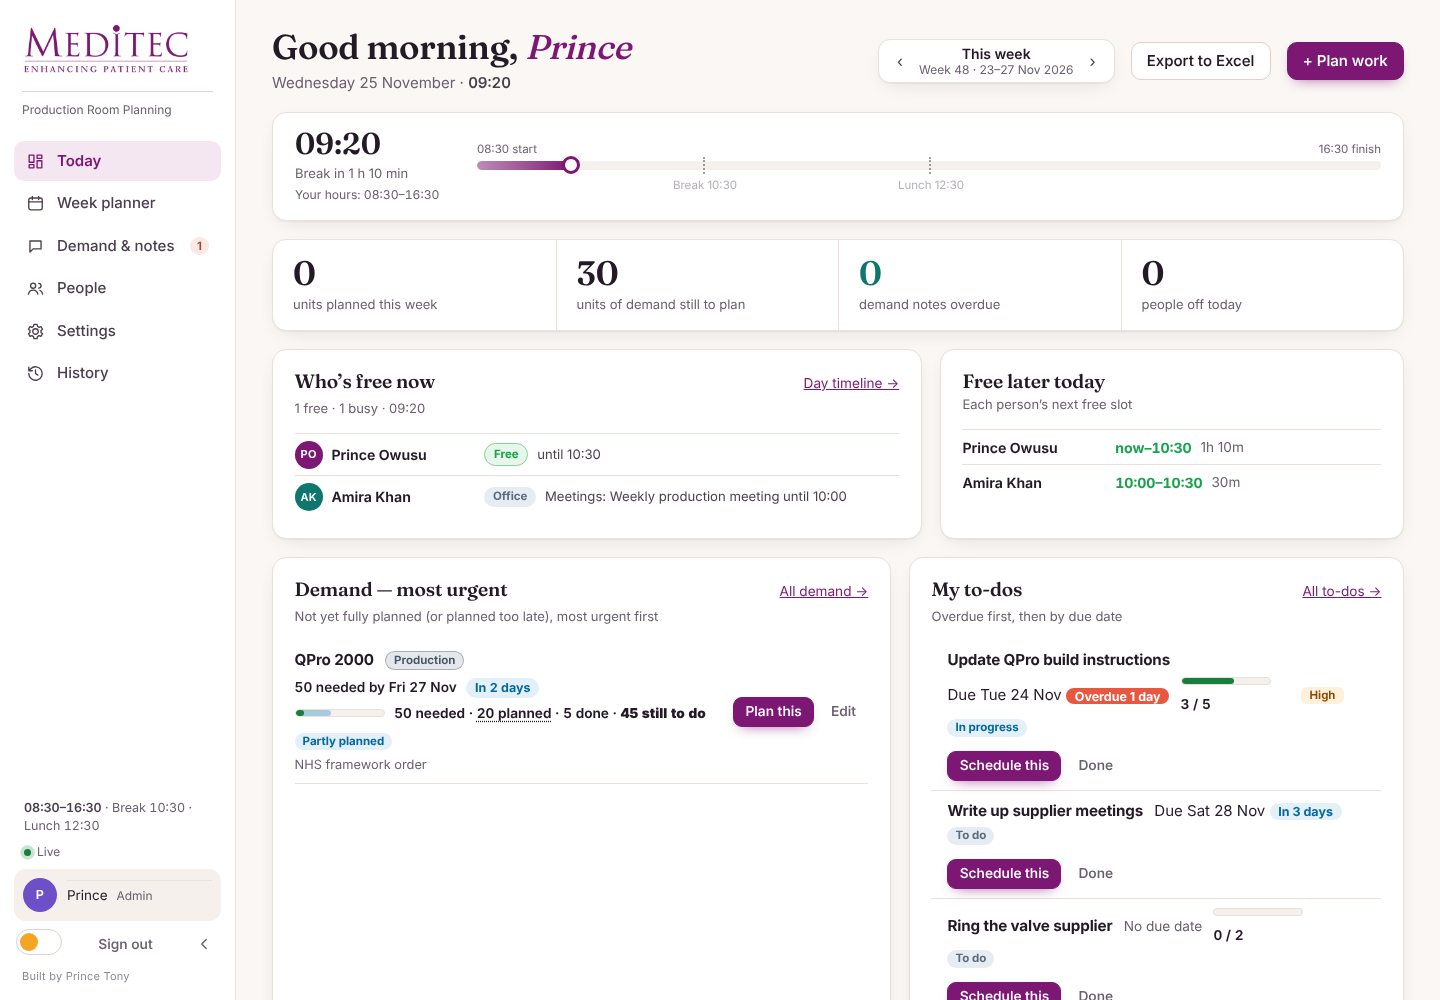 MEDiTEC
ENHANCING PATIENT CARE
Production Room Planning
Today
Week planner
Demand & notes 1
People
Settings
History
08:30–16:30 · Break 10:30 ·
Lunch 12:30
Live
P Prince Admin
Sign out
Built by Prince Tony
Good morning, Prince
Wednesday 25 November · 09:20
‹ This week ›
Week 48 · 23–27 Nov 2026
Export to Excel
+ Plan work
09:20
Break in 1 h 10 min
Your hours: 08:30–16:30
08:30 start
16:30 finish
Break 10:30
Lunch 12:30
0
units planned this week
30
units of demand still to plan
0
demand notes overdue
0
people off today
Who’s free now
Day timeline →
1 free · 1 busy · 09:20
PO Prince Owusu Free until 10:30
AK Amira Khan Office Meetings: Weekly production meeting until 10:00
Free later today
Each person’s next free slot
Prince Owusu now–10:30 1h 10m
Amira Khan 10:00–10:30 30m
Demand — most urgent
All demand →
Not yet fully planned (or planned too late), most urgent first
QPro 2000 Production
50 needed by Fri 27 Nov In 2 days
50 needed · 20 planned · 5 done · 45 still to do
Partly planned
NHS framework order
Plan this
Edit
My to-dos
All to-dos →
Overdue first, then by due date
Update QPro build instructions
Due Tue 24 Nov Overdue 1 day
3 / 5
High
In progress
Schedule this Done
Write up supplier meetings Due Sat 28 Nov In 3 days
To do
Schedule this Done
Ring the valve supplier No due date
0 / 2
To do
Schedule this Done